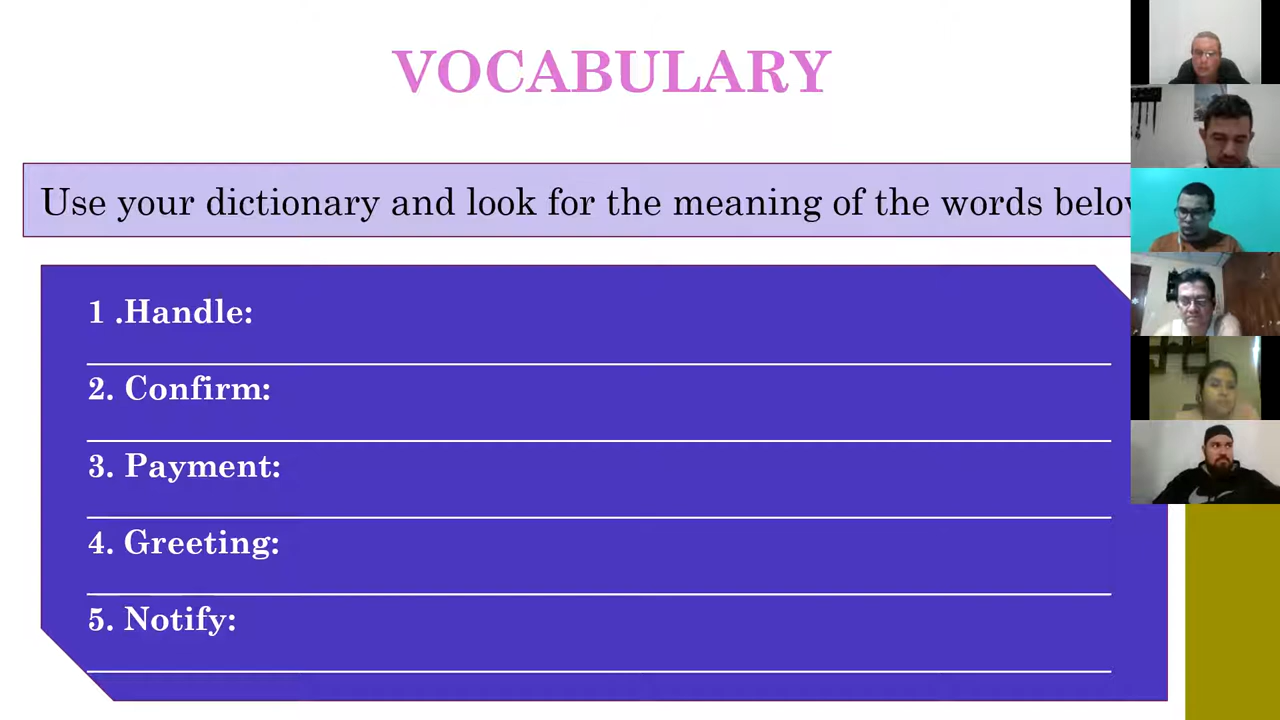 VOCABULARY
Use your dictionary and look for the meaning of the words
1 .Handle:
2. Confirm:
3. Payment:
4. Greeting:
5. Notify: